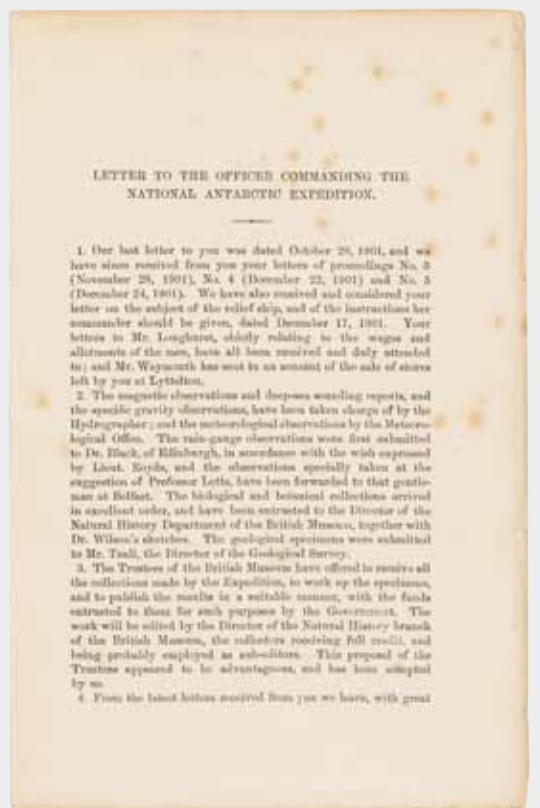 LETTER TO THE OFFICER COMMANDING THE
NATIONAL ANTARCTIC EXPEDITION.
1. Our last letter to you was dated October 29, 1901, and we
have since received from you your letters of proceedings No. 3
(November 28, 1901), No. 4 (December 22, 1901) and No. 5
(December 24, 1901). We have also received and considered your
letter on the subject of the relief ship, and of the instructions her
commander should be given, dated December 17, 1901. Your
letters to Mr. Longhurst, chiefly relating to the wages and
allotments of the men, have all been received and duly attended
to; and Mr. Weymouth has sent in an account of the sale of stores
left by you at Lyttelton.
2. The magnetic observations and deep-sea sounding reports, and
the specific gravity observations, have been taken charge of by the
Hydrographer; and the meteorological observations by the Meteoro-
logical Office. The rain-gauge observations were first submitted
to Dr. Black, of Edinburgh, in accordance with the wish expressed
by Lieut. Royds, and the observations specially taken at the
suggestion of Professor Letts, have been forwarded to that gentle-
man at Belfast. The biological and botanical collections arrived
in excellent order, and have been entrusted to the Director of the
Natural History Department of the British Museum, together with
Dr. Wilson's sketches. The geological specimens were submitted
to Mr. Teall, the Director of the Geological Survey.
3. The Trustees of the British Museum have offered to receive all
the collections made by the Expedition, to work up the specimens,
and to publish the results in a suitable manner, with the funds
entrusted to them for such purposes by the Government. The
work will be edited by the Director of the Natural History branch
of the British Museum, the collectors receiving full credit, and
being probably employed as sub-editors. This proposal of the
Trustees appeared to be advantageous, and has been adopted
by us.
4. From the latest letters received from you we learn, with great